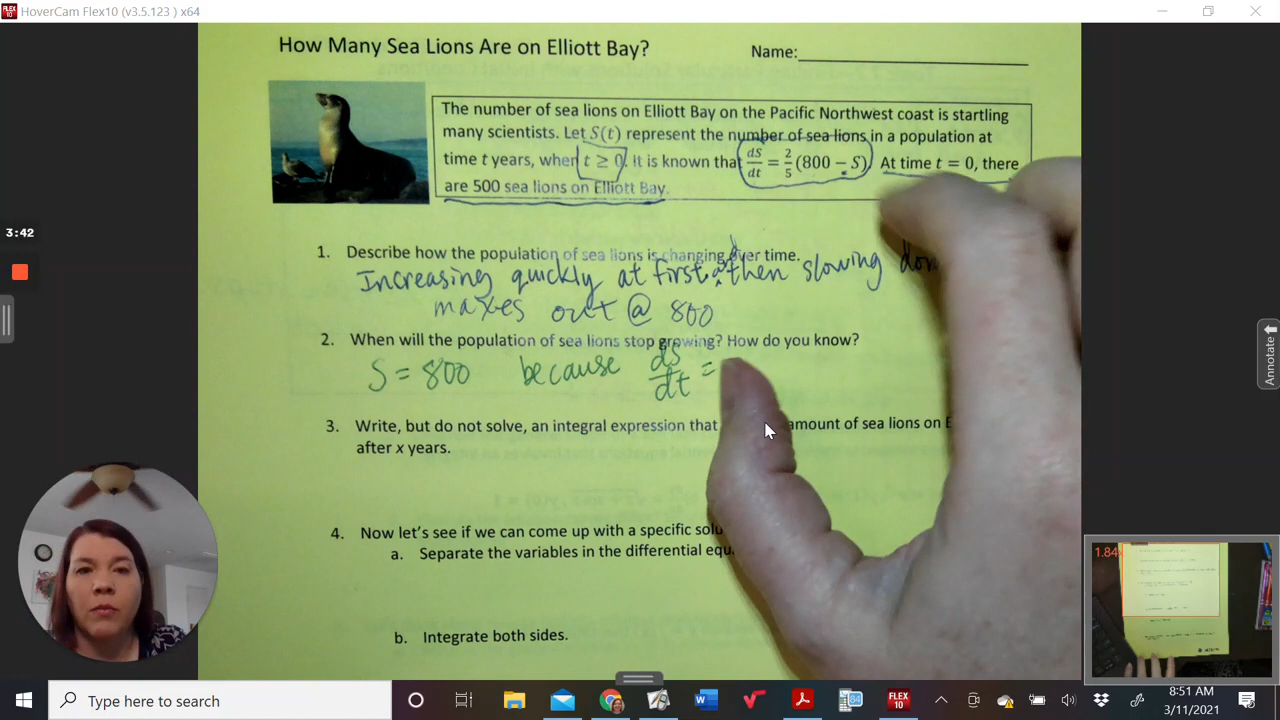 HoverCam Flex10 (v3.5.123 ) x64
How Many Sea Lions Are on Elliott Bay?
Name:
The number of sea lions on Elliott Bay on the Pacific Northwest coast is startling
many scientists. Let S(t) represent the number of sea lions in a population at
time t years, when t ≥ 0. It is known that dS/dt = 2/5 (800 − S) At time t = 0, there
are 500 sea lions on Elliott Bay.
3:42
1. Describe how the population of sea lions is changing over time.
Increasing quickly at first then slowing
maxes out @ 800
2. When will the population of sea lions stop growing? How do you know?
S = 800 because dS/dt =
3. Write, but do not solve, an integral expression that amount of sea lions on
after x years.
4. Now let's see if we can come up with a specific
a. Separate the variables in the differential
b. Integrate both sides.
Annotate
1.84
Type here to search
FLEX 10
8:51 AM
3/11/2021